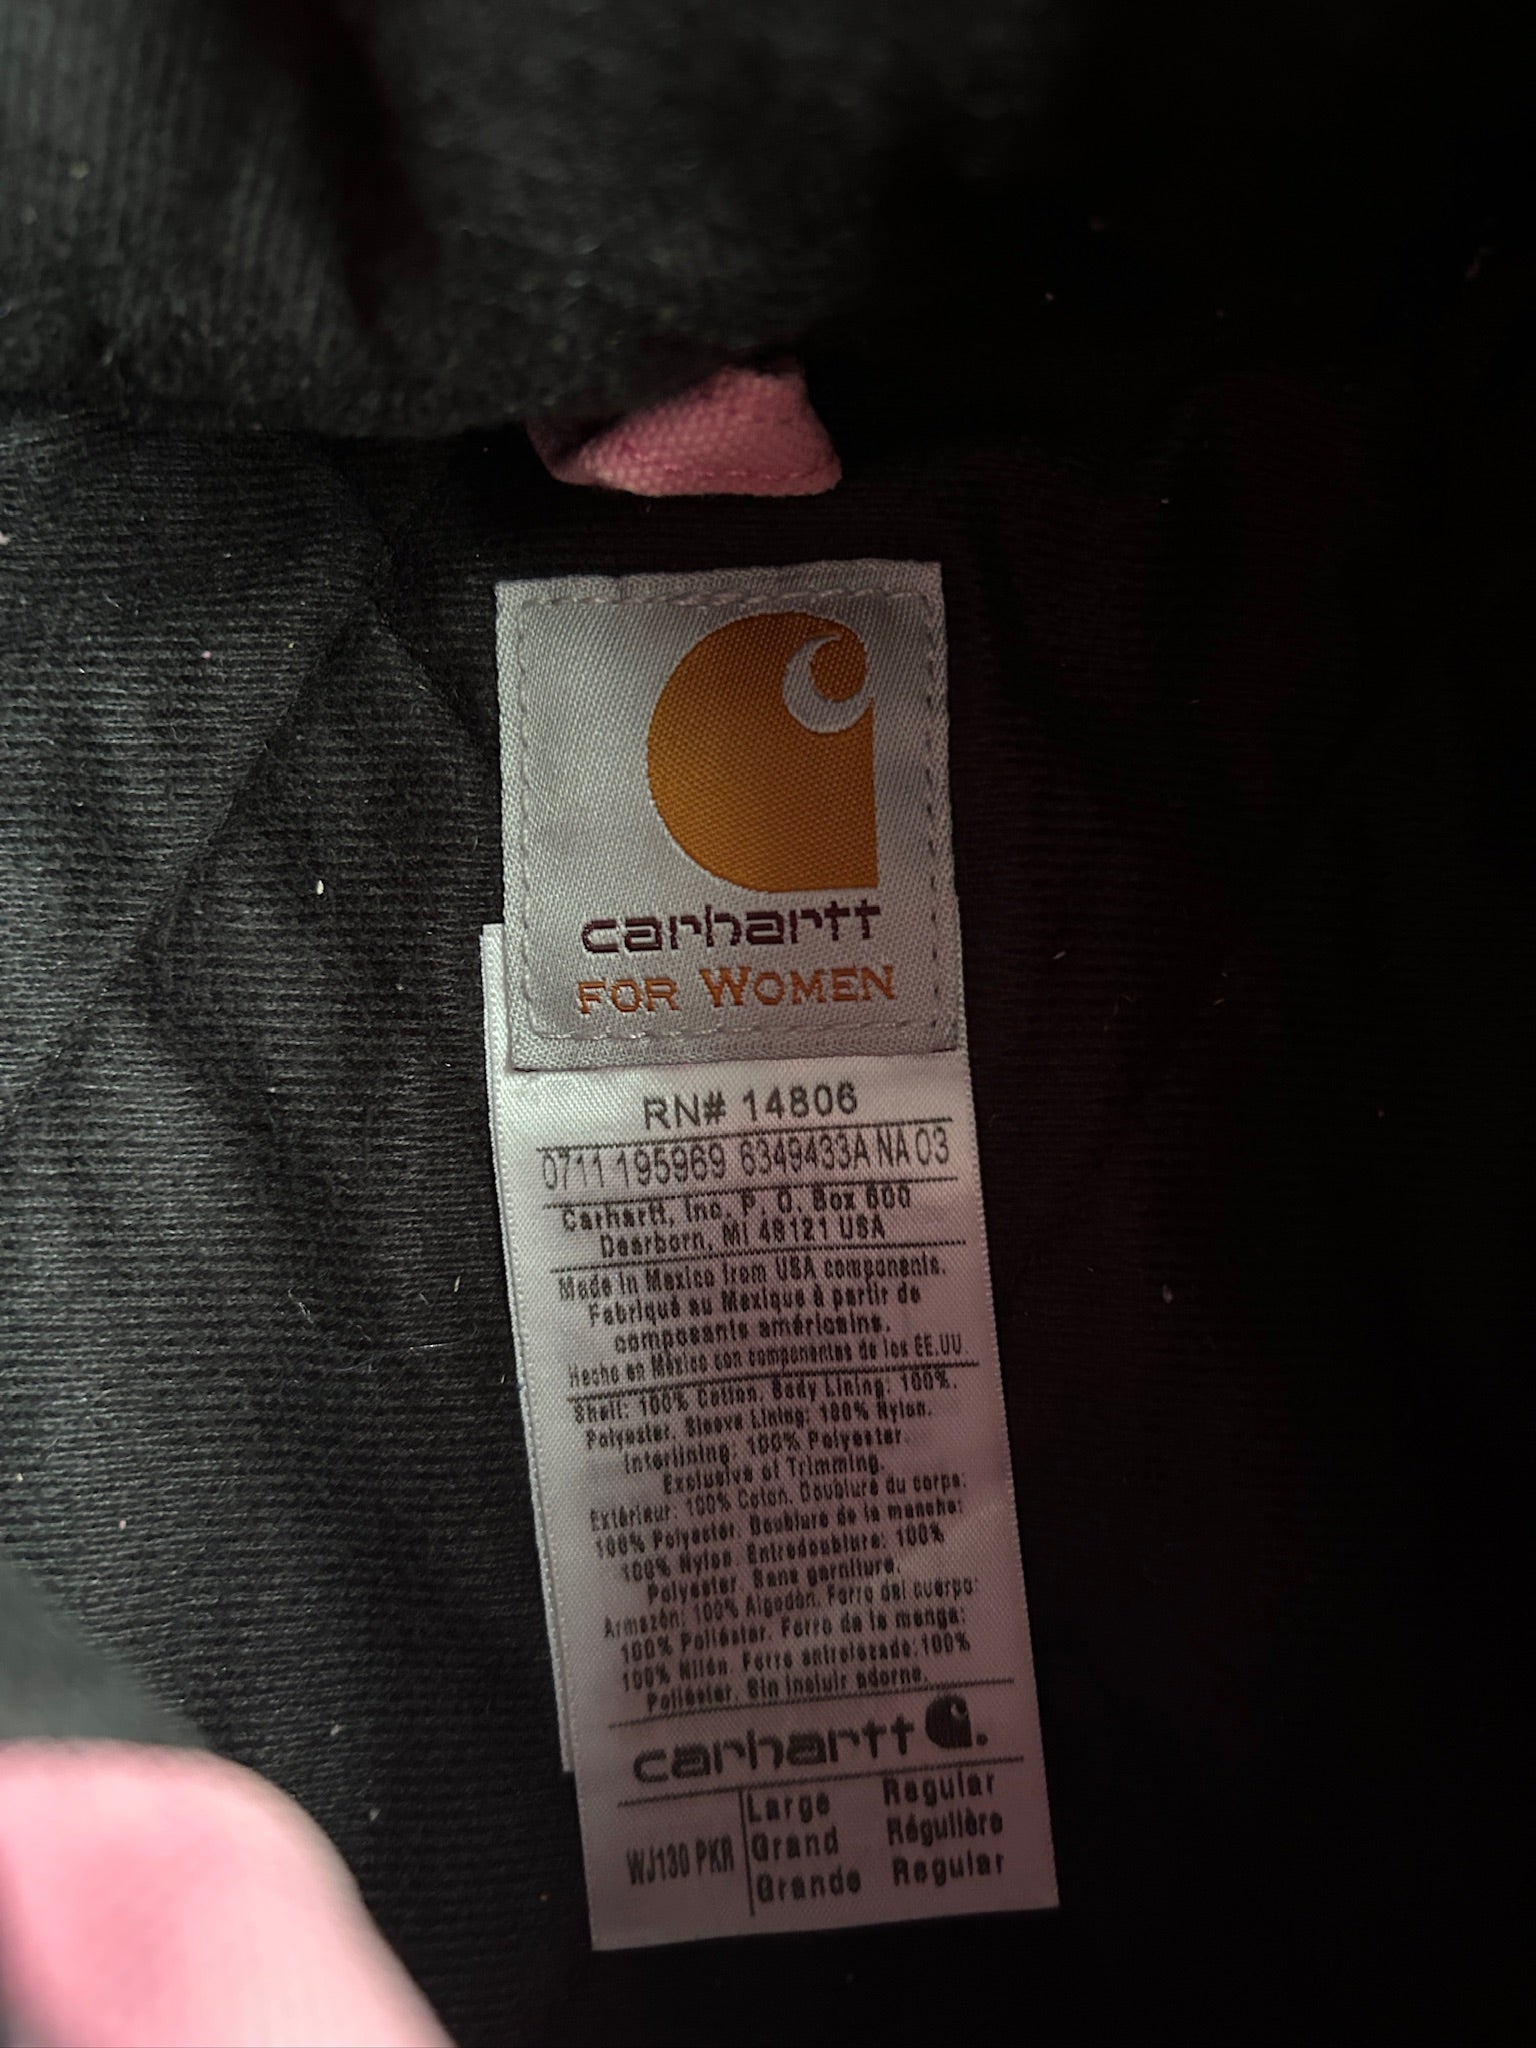 carhartt
FOR WOMEN
RN# 14806
0711 195969 6349433A NA 03
Carhartt, Inc. P. O. Box 600
Dearborn, MI 48121 USA
Made in Mexico from USA components.
Fabriqué au Mexique à partir de
composants américains.
Hecho en México con componentes de los EE.UU.
Shell: 100% Cotton. Body Lining: 100%.
Polyester. Sleeve Lining: 100% Nylon.
Interlining: 100% Polyester.
Exclusive of Trimming.
Extérieur: 100% Coton. Doublure du corps:
100% Polyester. Doublure de la manche:
100% Nylon. Entredoublure: 100%
Polyester. Sans garniture.
Armazón: 100% Algodón. Forro del cuerpo:
100% Poliéster. Forro de la manga:
100% Nilón. Forro entrelazado: 100%
Poliéster. Sin incluir adorno.
carhartt
Large Regular
WJ130 PKR Grand Régulière
Grande Regular